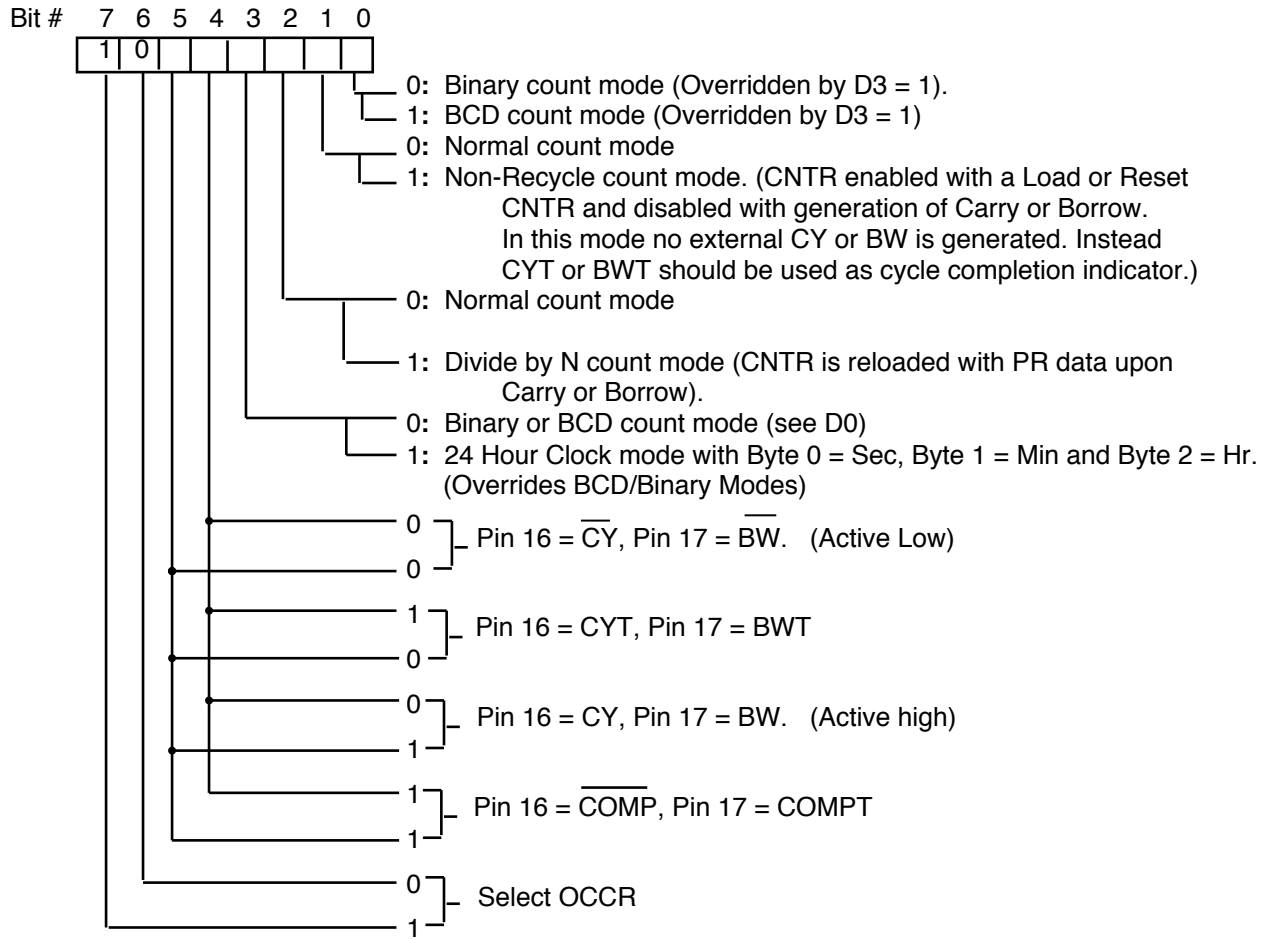 Bit # 7 6 5 4 3 2 1 0
1 0
0: Binary count mode (Overridden by D3 = 1).
1: BCD count mode (Overridden by D3 = 1)
0: Normal count mode
1: Non-Recycle count mode. (CNTR enabled with a Load or Reset
CNTR and disabled with generation of Carry or Borrow.
In this mode no external CY or BW is generated. Instead
CYT or BWT should be used as cycle completion indicator.)
0: Normal count mode
1: Divide by N count mode (CNTR is reloaded with PR data upon
Carry or Borrow).
0: Binary or BCD count mode (see D0)
1: 24 Hour Clock mode with Byte 0 = Sec, Byte 1 = Min and Byte 2 = Hr.
(Overrides BCD/Binary Modes)
0
Pin 16 = C̅Y̅, Pin 17 = B̅W̅. (Active Low)
0
1
Pin 16 = CYT, Pin 17 = BWT
0
0
Pin 16 = CY, Pin 17 = BW. (Active high)
1
1
Pin 16 = C̅O̅M̅P̅, Pin 17 = COMPT
1
0
Select OCCR
1